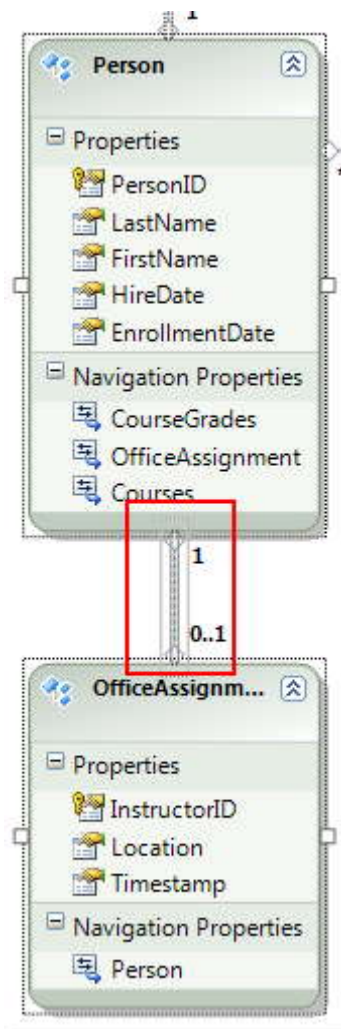 1
Person
Properties
*
PersonID
LastName
FirstName
HireDate
EnrollmentDate
Navigation Properties
CourseGrades
OfficeAssignment
Courses
1
0..1
OfficeAssignm...
Properties
InstructorID
Location
Timestamp
Navigation Properties
Person